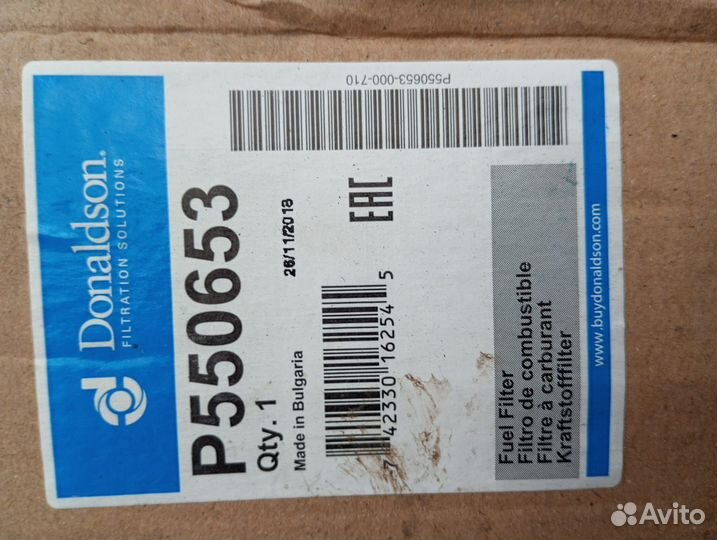 Donaldson.
FILTRATION SOLUTIONS
P550653
Qty. 1
Made in Bulgaria
26/11/2018
7 42330 16254 5
EAC
P550653-000-710
Fuel Filter
Filtro de combustible
Filtre à carburant
Kraftstofffilter
www.buydonaldson.com
Avito